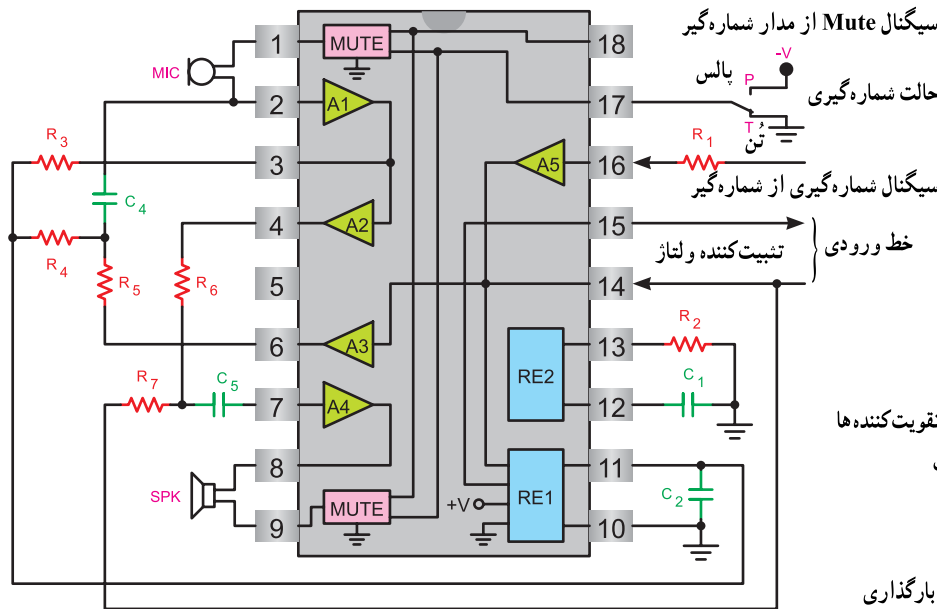 سیگنال Mute از مدار شماره‌گیر
-V
P
پالس
حالت شماره‌گیری
T
تُن
R1
سیگنال شماره‌گیری از شماره‌گیر
خط ورودی
تثبیت‌کننده ولتاژ
R2
C1
تقویت‌کننده‌ها
C2
بارگذاری
1
2
3
4
5
6
7
8
9
18
17
16
15
14
13
12
11
10
MUTE
A1
A5
A2
A3
A4
RE2
RE1
+V
MUTE
MIC
R3
C4
R4
R5
R6
R7
C5
SPK